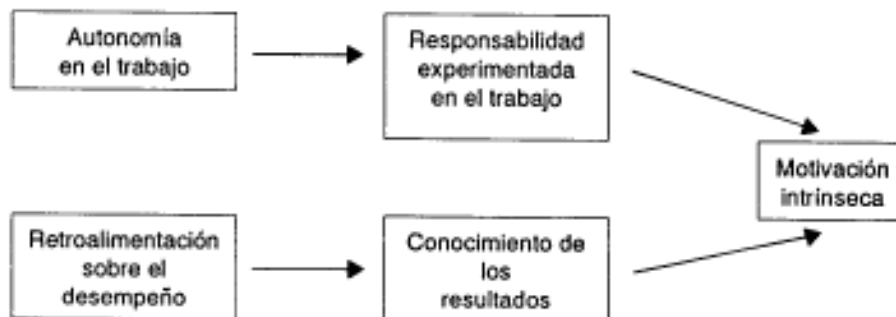 Autonomía
en el trabajo
Responsabilidad
experimentada
en el trabajo
Motivación
intrínseca
Retroalimentación
sobre el
desempeño
Conocimiento de
los
resultados